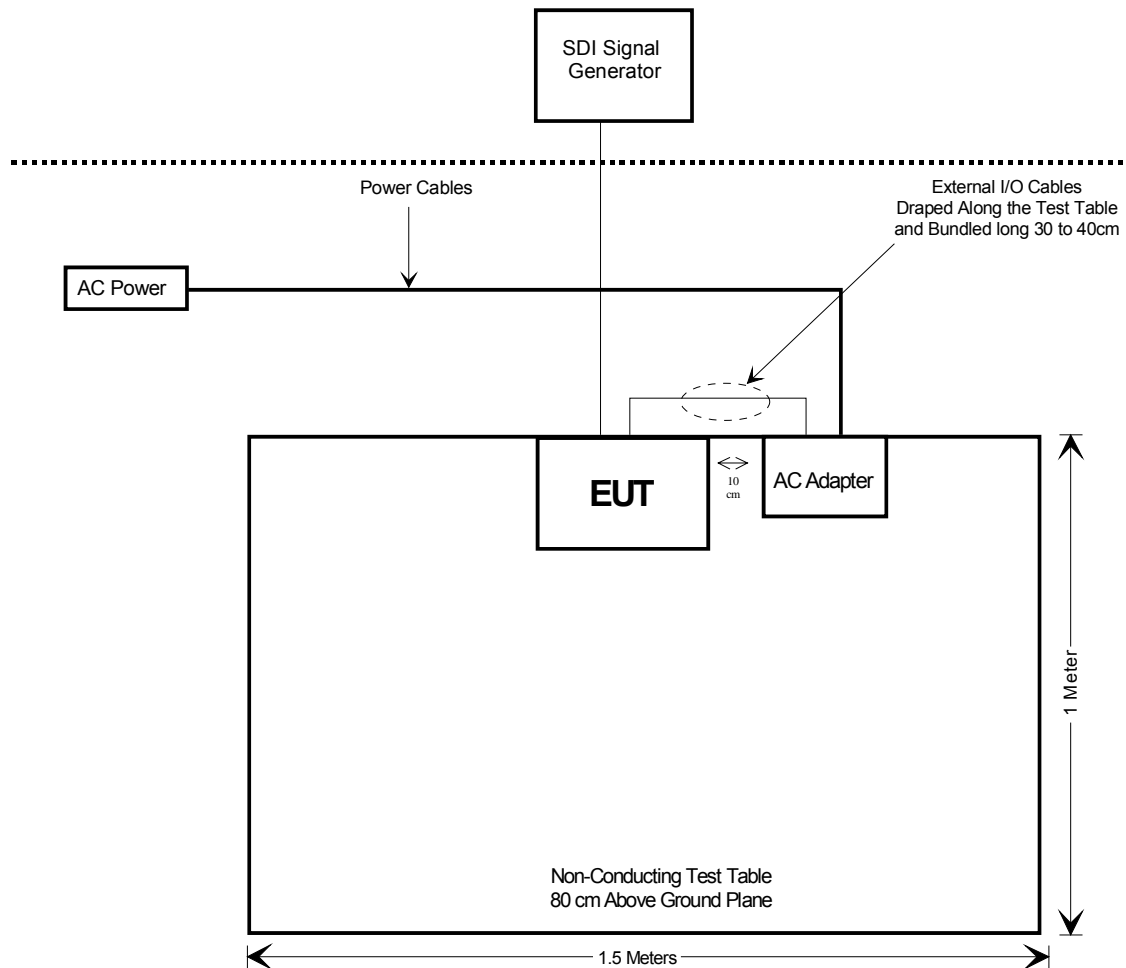 SDI Signal
Generator
Power Cables
External I/O Cables
Draped Along the Test Table
and Bundled long 30 to 40cm
AC Power
EUT
10
cm
AC Adapter
1 Meter
Non-Conducting Test Table
80 cm Above Ground Plane
1.5 Meters